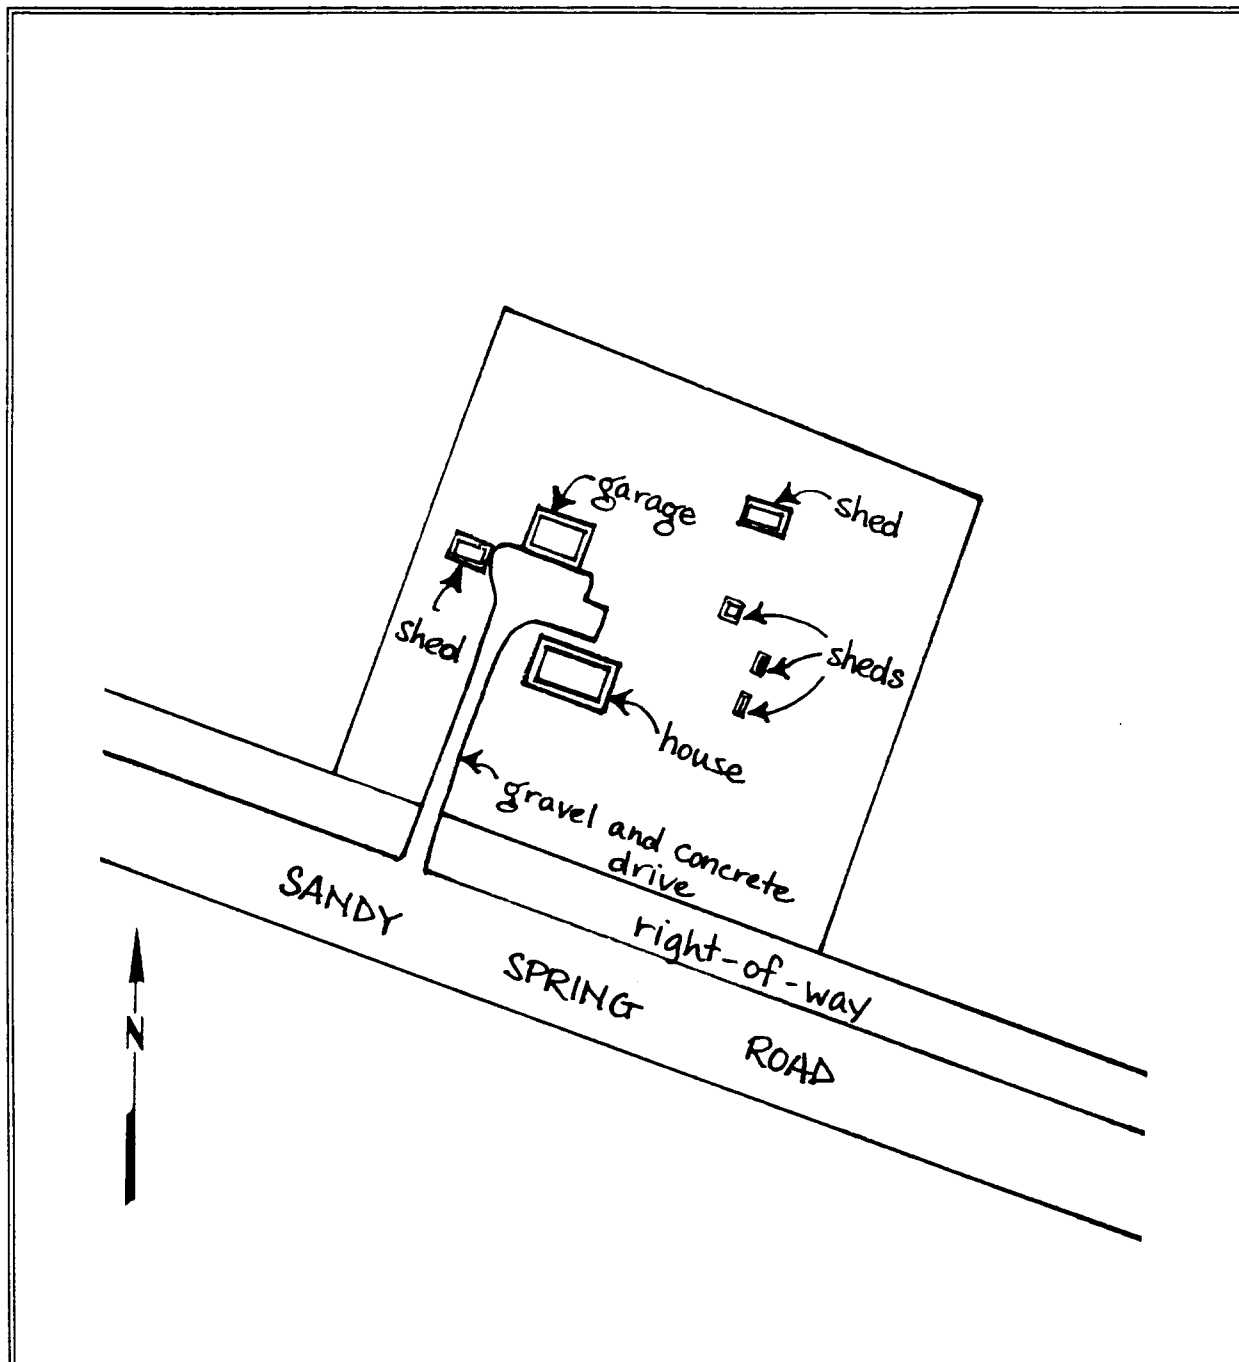 garage
shed
shed
sheds
house
gravel and concrete
drive
right-of-way
SANDY
SPRING
ROAD
N